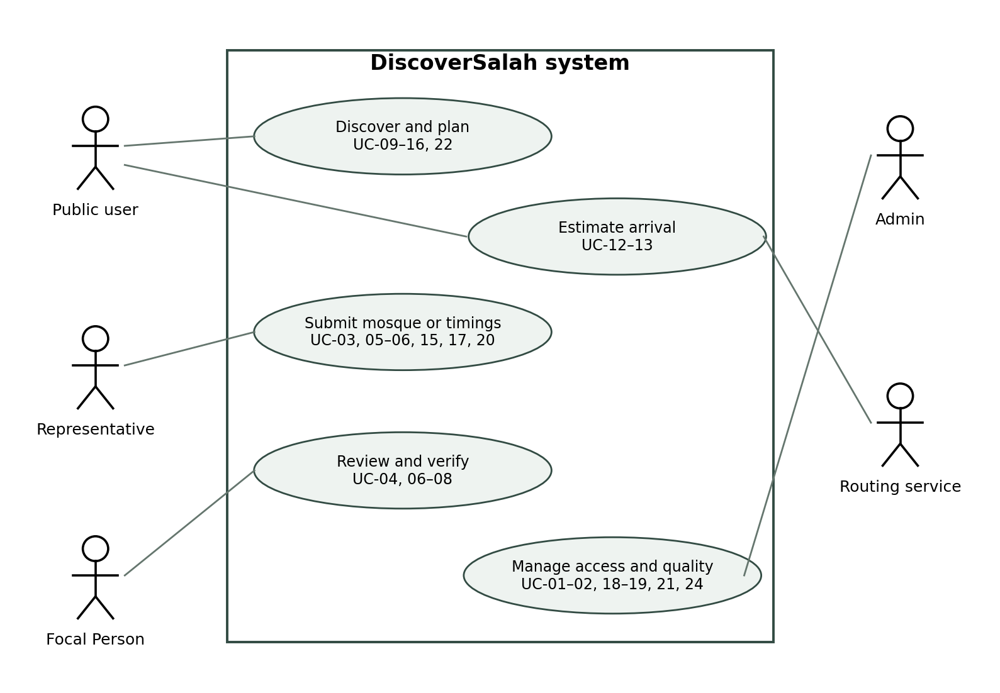 DiscoverSalah system
Discover and plan
UC-09–16, 22
Public user
Admin
Estimate arrival
UC-12–13
Submit mosque or timings
UC-03, 05–06, 15, 17, 20
Representative
Review and verify
UC-04, 06–08
Routing service
Manage access and quality
UC-01–02, 18–19, 21, 24
Focal Person